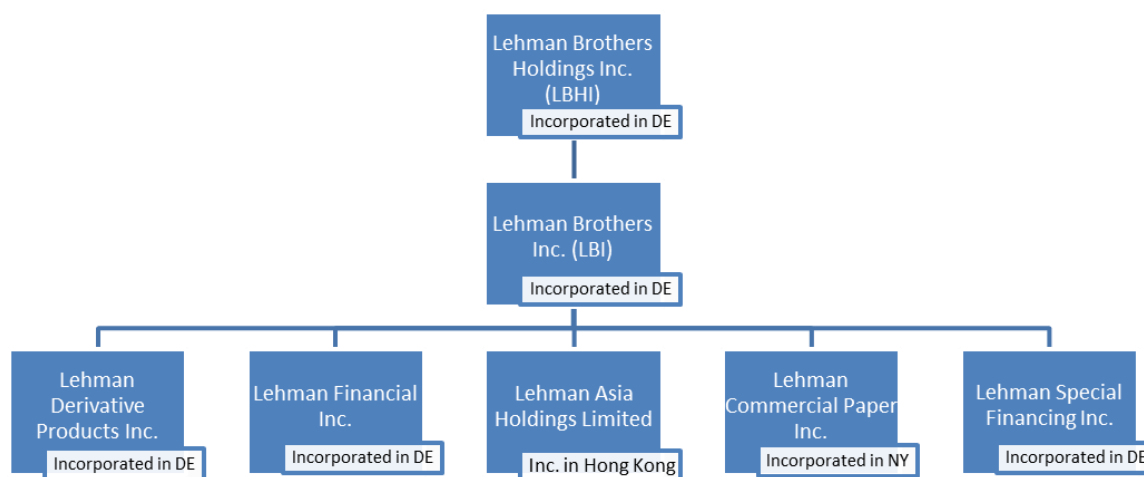 Lehman Brothers
Holdings Inc.
(LBHI)
Incorporated in DE
Lehman Brothers
Inc. (LBI)
Incorporated in DE
Lehman
Derivative
Products Inc.
Incorporated in DE
Lehman Financial
Inc.
Incorporated in DE
Lehman Asia
Holdings Limited
Inc. in Hong Kong
Lehman
Commercial Paper
Inc.
Incorporated in NY
Lehman Special
Financing Inc.
Incorporated in DE